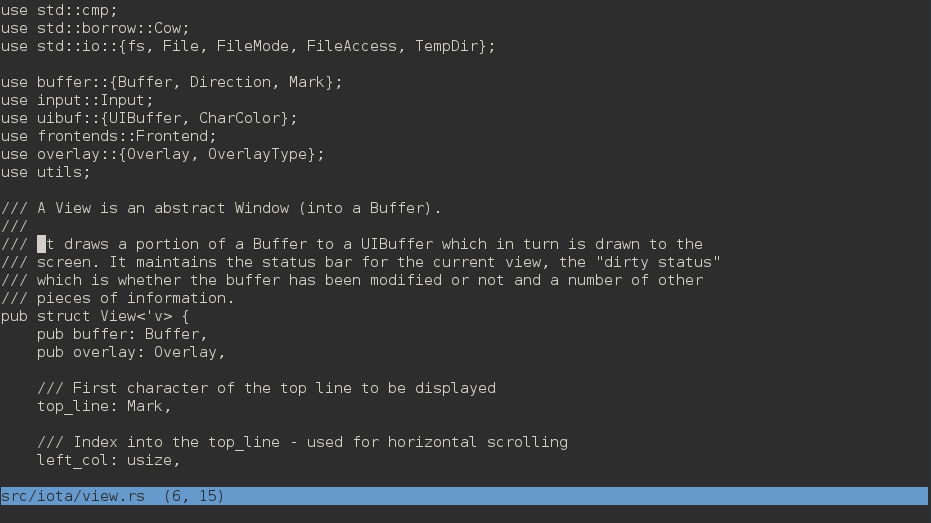 use std::cmp;
use std::borrow::Cow;
use std::io::{fs, File, FileMode, FileAccess, TempDir};

use buffer::{Buffer, Direction, Mark};
use input::Input;
use uibuf::{UIBuffer, CharColor};
use frontends::Frontend;
use overlay::{Overlay, OverlayType};
use utils;

/// A View is an abstract Window (into a Buffer).
///
/// It draws a portion of a Buffer to a UIBuffer which in turn is drawn to the
/// screen. It maintains the status bar for the current view, the "dirty status"
/// which is whether the buffer has been modified or not and a number of other
/// pieces of information.
pub struct View<'v> {
    pub buffer: Buffer,
    pub overlay: Overlay,

    /// First character of the top line to be displayed
    top_line: Mark,

    /// Index into the top_line - used for horizontal scrolling
    left_col: usize,

src/iota/view.rs  (6, 15)